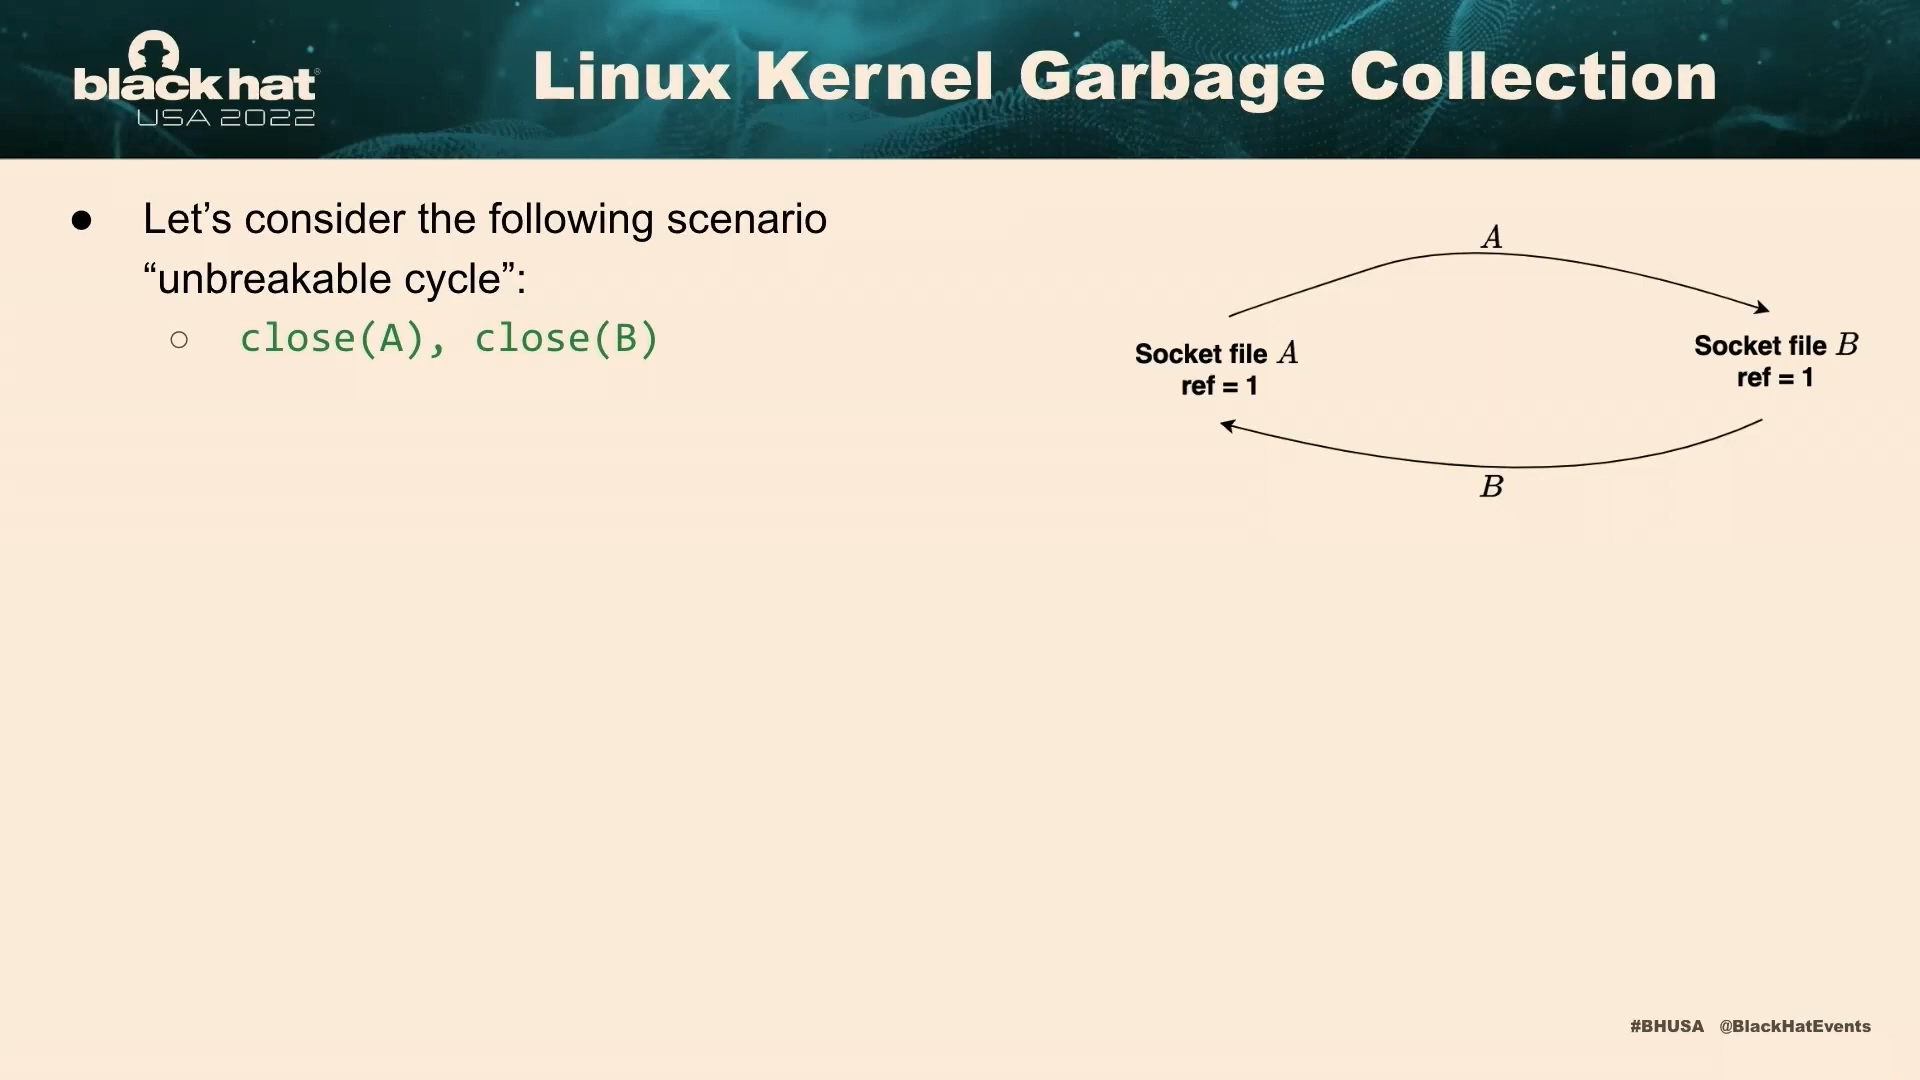 black hat®
USA 2022
Linux Kernel Garbage Collection
● Let’s consider the following scenario
“unbreakable cycle”:
○ close(A), close(B)
A
Socket file A
ref = 1
Socket file B
ref = 1
B
#BHUSA @BlackHatEvents